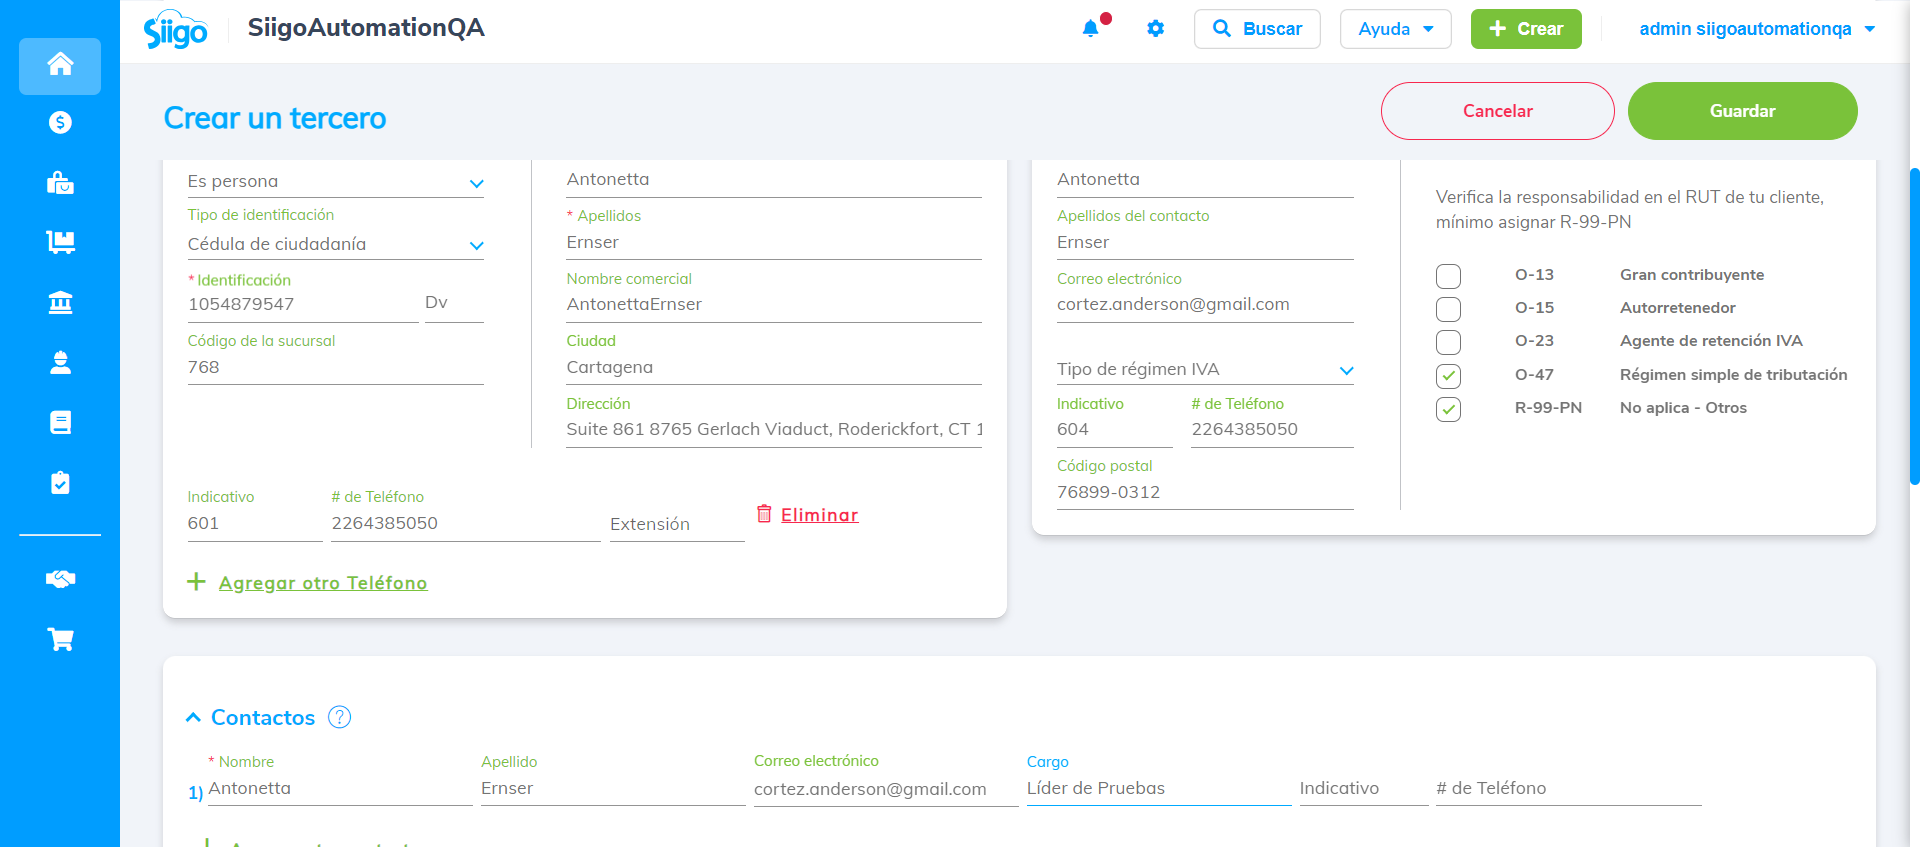 Siigo
SiigoAutomationQA
Buscar
Ayuda
Crear
admin siigoautomationqa
Crear un tercero
Cancelar
Guardar
Es persona
Tipo de identificación
Cédula de ciudadanía
* Identificación
1054879547
Dv
Código de la sucursal
768
Antonetta
* Apellidos
Ernser
Nombre comercial
AntonettaErnser
Ciudad
Cartagena
Dirección
Suite 861 8765 Gerlach Viaduct, Roderickfort, CT 1
Indicativo
601
# de Teléfono
2264385050
Extensión
Eliminar
Agregar otro Teléfono
Antonetta
Apellidos del contacto
Ernser
Correo electrónico
cortez.anderson@gmail.com
Tipo de régimen IVA
Indicativo
604
# de Teléfono
2264385050
Código postal
76899-0312
Verifica la responsabilidad en el RUT de tu cliente,
mínimo asignar R-99-PN
O-13 Gran contribuyente
O-15 Autorretenedor
O-23 Agente de retención IVA
O-47 Régimen simple de tributación
R-99-PN No aplica - Otros
Contactos ?
* Nombre Apellido Correo electrónico Cargo
1) Antonetta Ernser cortez.anderson@gmail.com Líder de Pruebas Indicativo # de Teléfono